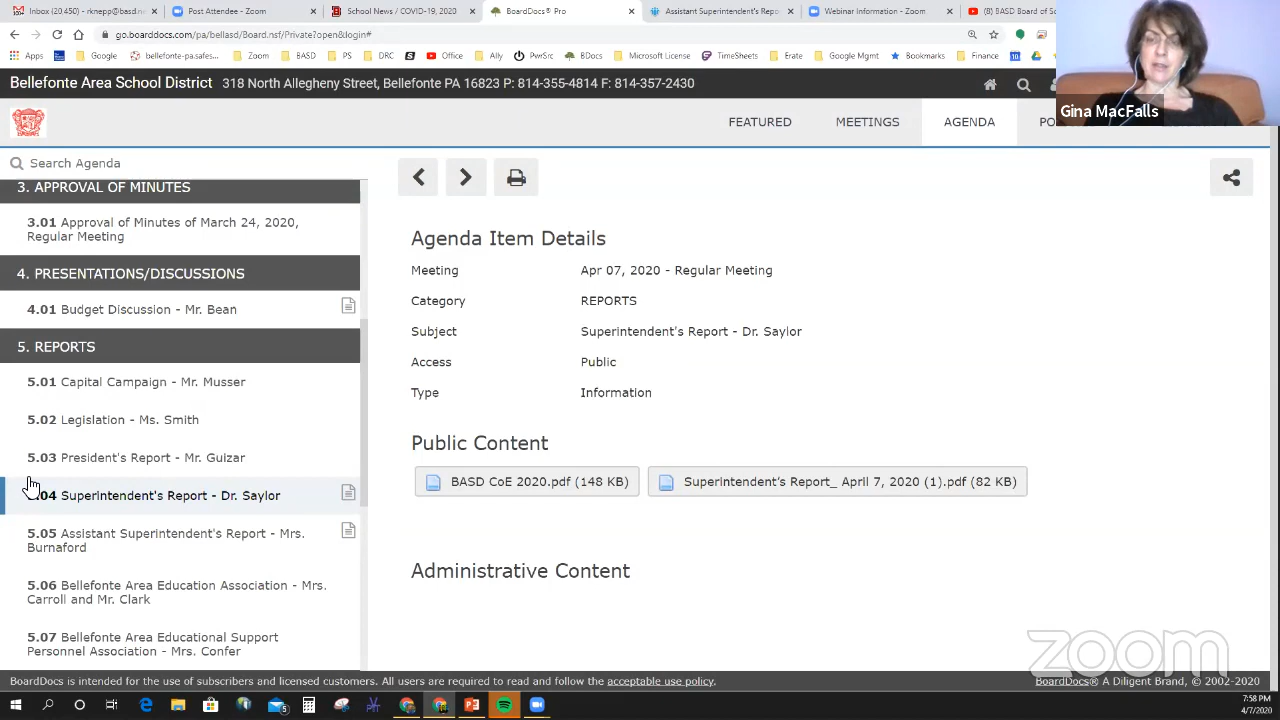 Inbox (20,450) - rknepp@basd.ne
Post Attendee - Zoom
School News / COVID-19, 2020
BoardDocs® Pro
Assistant Superintendent's Repo
Webinar Information - Zoom
(8) BASD Board of Sc
go.boarddocs.com/pa/bellasd/Board.nsf/Private?open&login#
Apps
Google
bellefonte-pa.safes...
Zoom
BASD
PS
DRC
Office
Ally
PwrSrc
BDocs
Microsoft License
TimeSheets
Erate
Google Mgmt
Bookmarks
Finance
Bellefonte Area School District 318 North Allegheny Street, Bellefonte PA 16823 P: 814-355-4814 F: 814-357-2430
Gina MacFalls
FEATURED
MEETINGS
AGENDA
PO
Search Agenda
3. APPROVAL OF MINUTES
3.01 Approval of Minutes of March 24, 2020,
Regular Meeting
4. PRESENTATIONS/DISCUSSIONS
4.01 Budget Discussion - Mr. Bean
5. REPORTS
5.01 Capital Campaign - Mr. Musser
5.02 Legislation - Ms. Smith
5.03 President's Report - Mr. Guizar
04 Superintendent's Report - Dr. Saylor
5.05 Assistant Superintendent's Report - Mrs.
Burnaford
5.06 Bellefonte Area Education Association - Mrs.
Carroll and Mr. Clark
5.07 Bellefonte Area Educational Support
Personnel Association - Mrs. Confer
Agenda Item Details
Meeting Apr 07, 2020 - Regular Meeting
Category REPORTS
Subject Superintendent's Report - Dr. Saylor
Access Public
Type Information
Public Content
BASD CoE 2020.pdf (148 KB)
Superintendent's Report_ April 7, 2020 (1).pdf (82 KB)
Administrative Content
zoom
BoardDocs is intended for the use of subscribers and licensed customers. All users are required to read and follow the acceptable use policy.
BoardDocs® A Diligent Brand, © 2002-2020
7:58 PM
4/7/2020